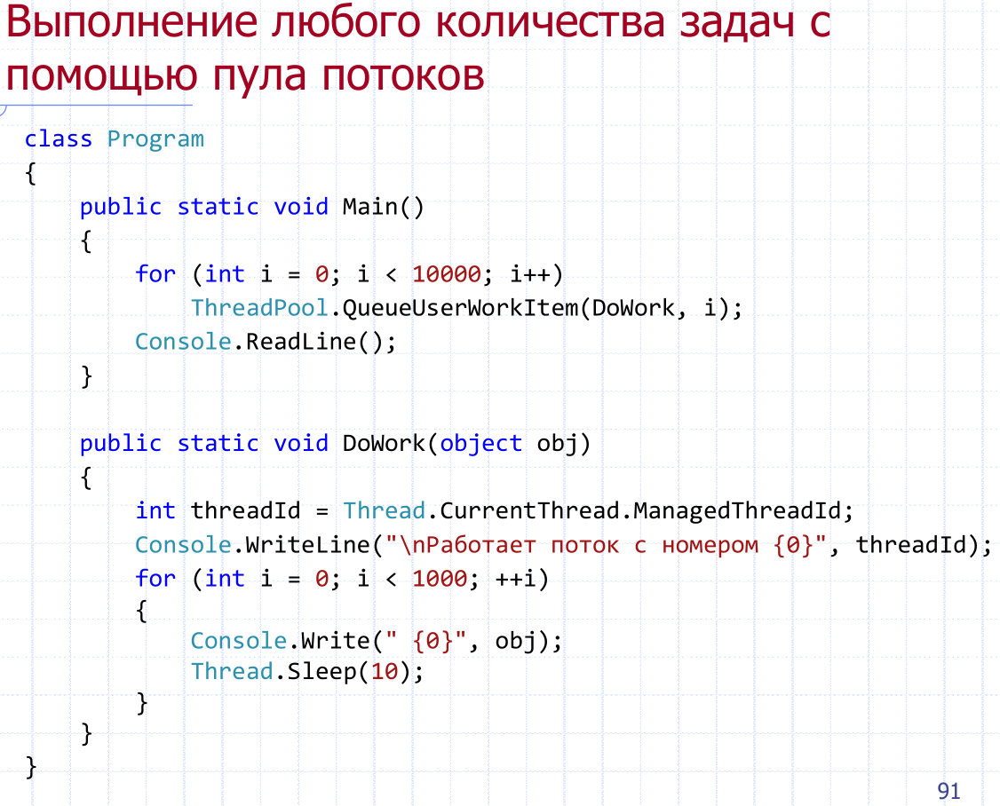 Выполнение любого количества задач с
помощью пула потоков
class Program
{
    public static void Main()
    {
        for (int i = 0; i < 10000; i++)
            ThreadPool.QueueUserWorkItem(DoWork, i);
        Console.ReadLine();
    }

    public static void DoWork(object obj)
    {
        int threadId = Thread.CurrentThread.ManagedThreadId;
        Console.WriteLine("\nРаботает поток с номером {0}", threadId);
        for (int i = 0; i < 1000; ++i)
        {
            Console.Write(" {0}", obj);
            Thread.Sleep(10);
        }
    }
}
91